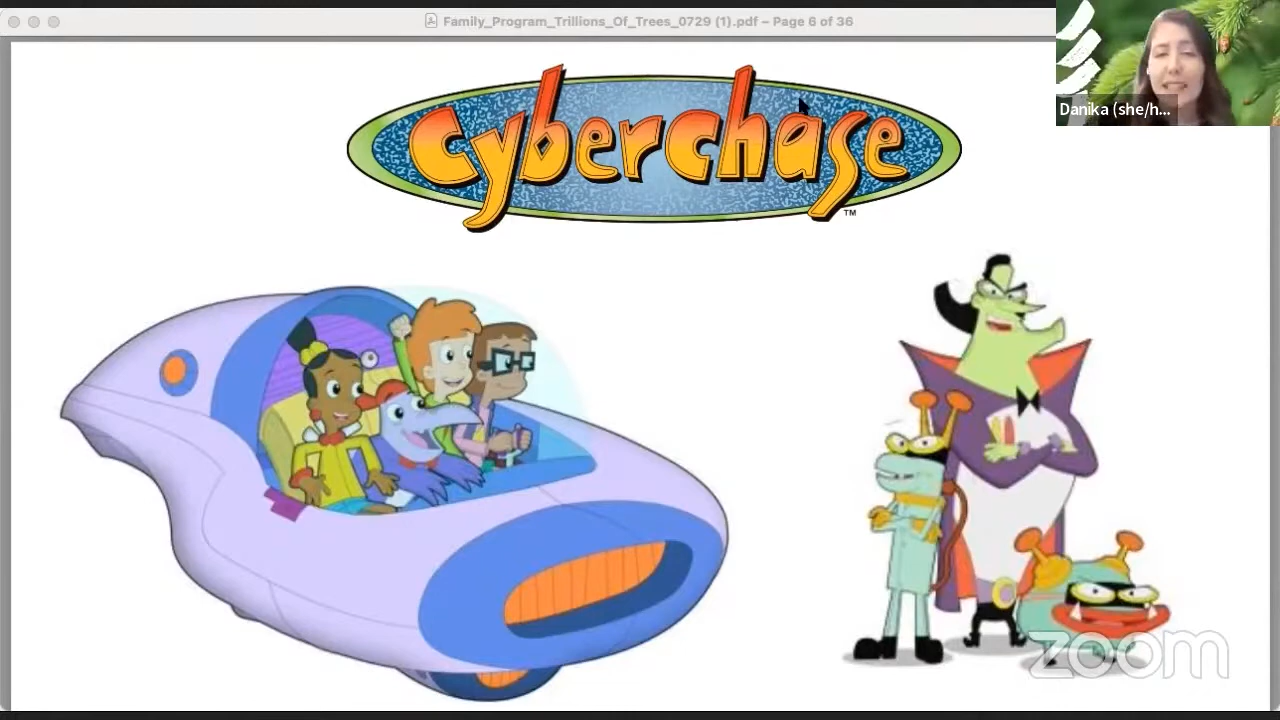 Family_Program_Trillions_Of_Trees_0729 (1).pdf – Page 6 of 36
Danika (she/h...
cyberchase
TM
zoom